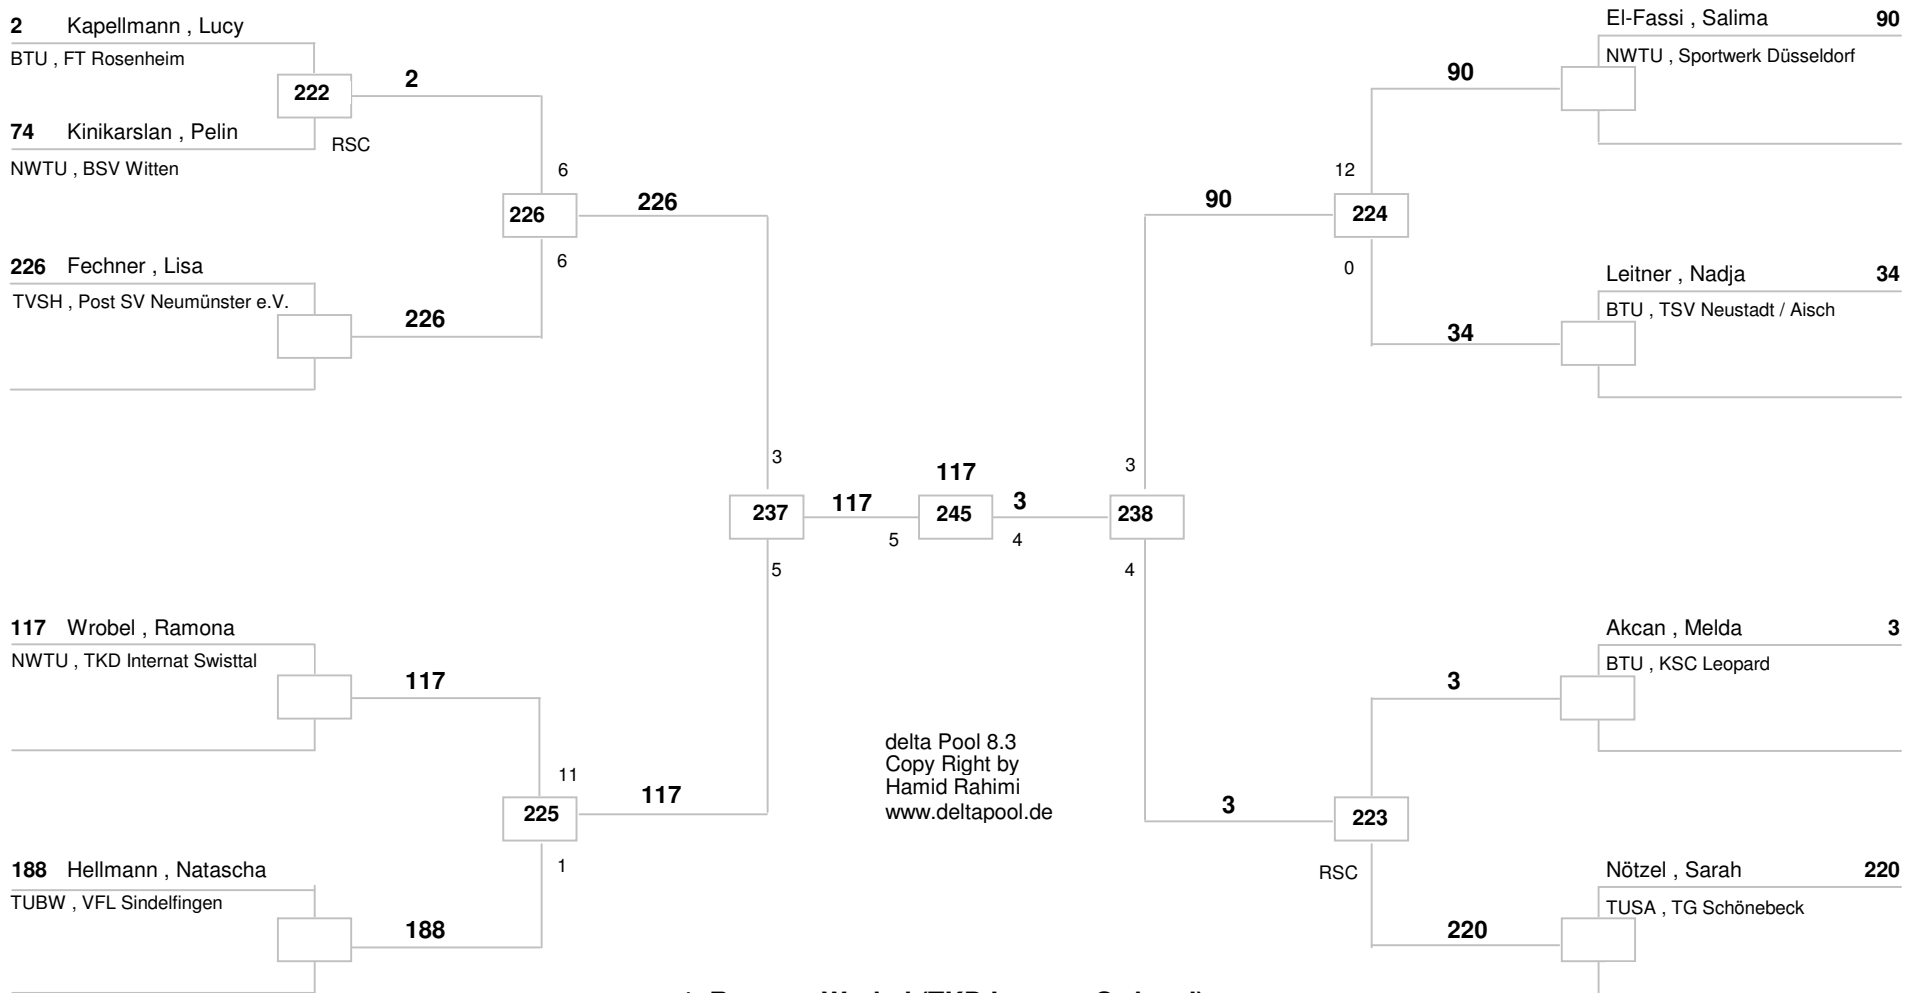 2 Kapellmann , Lucy
BTU , FT Rosenheim
222
2
74 Kinikarslan , Pelin
RSC
NWTU , BSV Witten
6
226
226
6
226 Fechner , Lisa
TVSH , Post SV Neumünster e.V.
226
3
237
117
5
5
117
245
3
4
117 Wrobel , Ramona
NWTU , TKD Internat Swisttal
117
11
225
117
1
188 Hellmann , Natascha
TUBW , VFL Sindelfingen
188
delta Pool 8.3
Copy Right by
Hamid Rahimi
www.deltapool.de
El-Fassi , Salima 90
NWTU , Sportwerk Düsseldorf
90
12
90
224
0
Leitner , Nadja 34
BTU , TSV Neustadt / Aisch
34
3
238
4
Akcan , Melda 3
BTU , KSC Leopard
3
3
223
RSC
Nötzel , Sarah 220
TUSA , TG Schönebeck
220